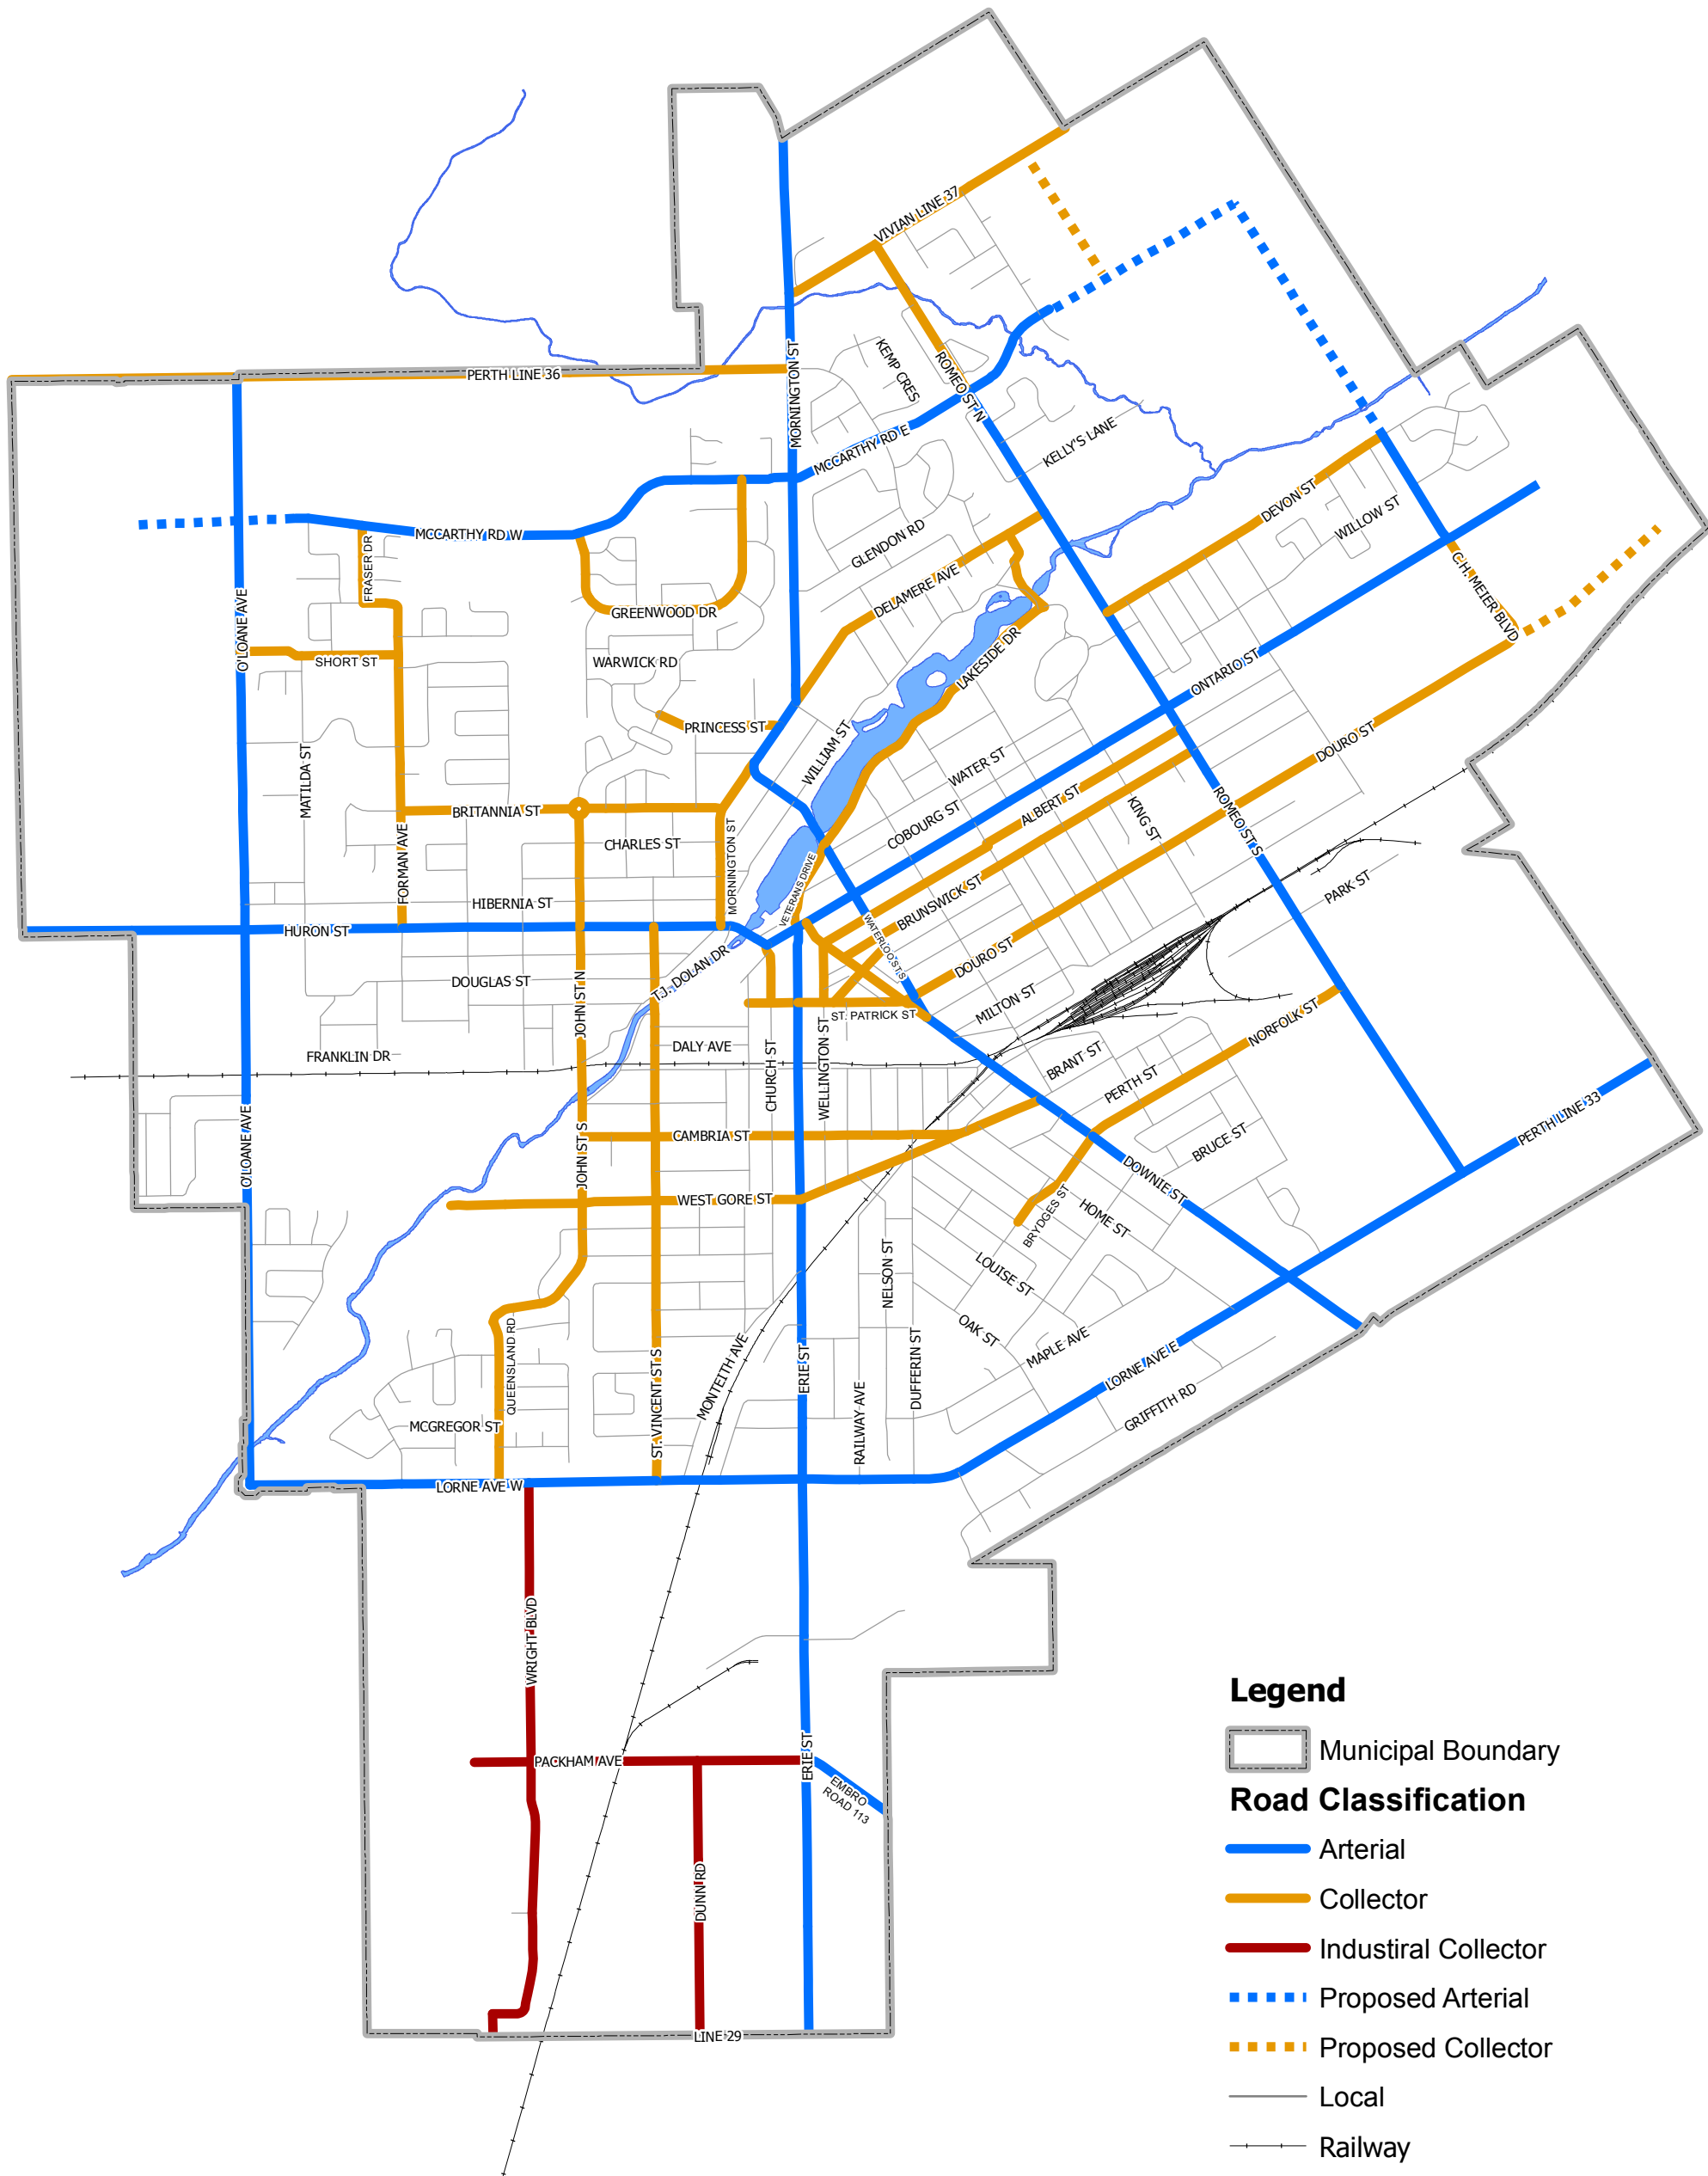 VIVIAN LINE 37
PERTH LINE 36
MORNINGTON ST
KEMP CRES
ROMEO ST N
MCCARTHY RD E
KELLY'S LANE
DEVON ST
WILLOW ST
MCCARTHY RD W
FRASER DR
GLENDON RD
DELAMERE AVE
C.H. MEIER BLVD
O'LOANE AVE
GREENWOOD DR
SHORT ST
WARWICK RD
LAKESIDE DR
ONTARIO ST
PRINCESS ST
WILLIAM ST
DOURO ST
MATILDA ST
WATER ST
ALBERT ST
KING ST
ROMEO ST S
BRITANNIA ST
COBOURG ST
CHARLES ST
FORMAN AVE
MORNINGTON ST
VETERANS DRIVE
BRUNSWICK ST
PARK ST
HIBERNIA ST
WATERLOO ST S
HURON ST
DOURO ST
T.J. DOLAN DR
DOUGLAS ST
JOHN ST N
MILTON ST
ST. PATRICK ST
NORFOLK ST
DALY AVE
FRANKLIN DR
CHURCH ST
WELLINGTON ST
BRANT ST
PERTH ST
PERTH LINE 33
O'LOANE AVE
JOHN ST S
CAMBRIA ST
BRUCE ST
DOWNIE ST
WEST GORE ST
BRYDGES ST
HOME ST
NELSON ST
LOUISE ST
OAK ST
MAPLE AVE
QUEENSLAND RD
ST. VINCENT ST S
MONTEITH AVE
ERIE ST
DUFFERIN ST
LORNE AVE E
RAILWAY AVE
GRIFFITH RD
MCGREGOR ST
LORNE AVE W
WRIGHT BLVD
PACKHAM AVE
ERIE ST
EMBRO
ROAD 113
DUNN RD
LINE 29
Legend
Municipal Boundary
Road Classification
Arterial
Collector
Industiral Collector
Proposed Arterial
Proposed Collector
Local
Railway